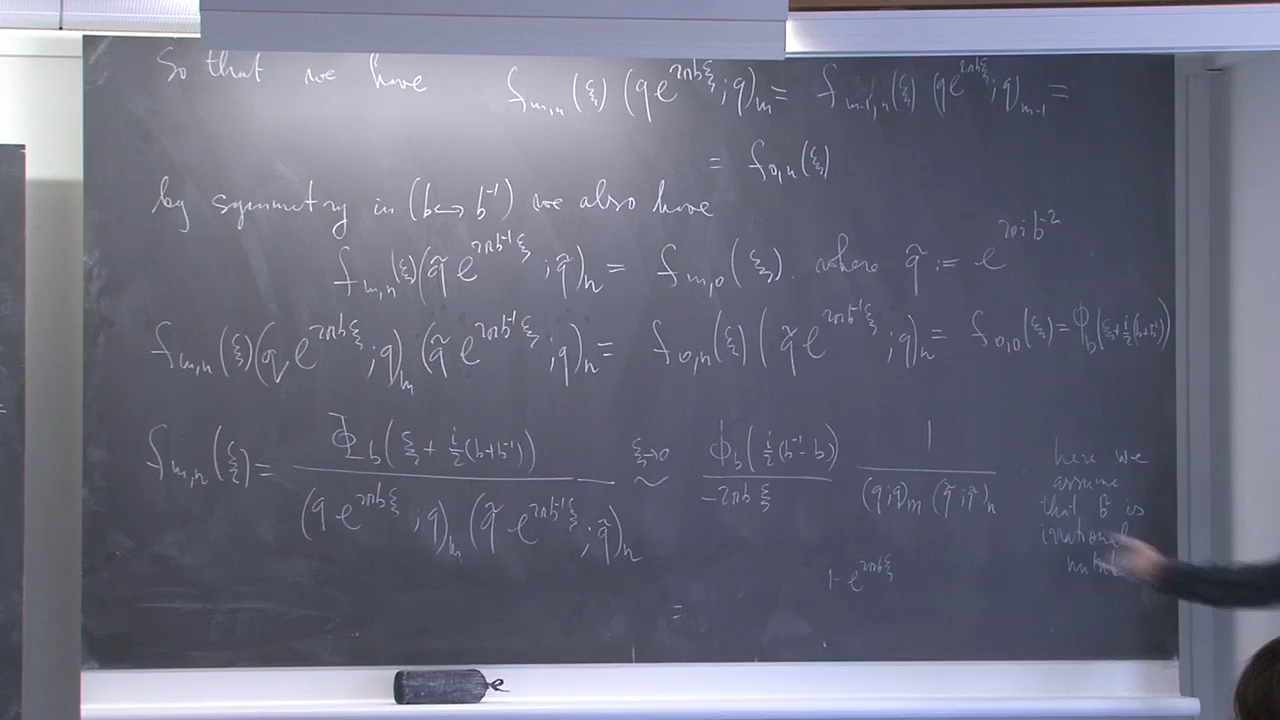 So that we have f_{m,n}(ξ) (q e^{2πbξ}; q)_m = f_{m-1,n}(ξ) (q e^{2πbξ}; q)_{m-1} =
= f_{0,n}(ξ)
by symmetry in (b ↔ b^{-1}) we also have
f_{m,n}(ξ) (q̃ e^{2πb^{-1}ξ}; q̃)_n = f_{m,0}(ξ). where q̃ := e^{2πi b^{-2}}
f_{m,n}(ξ) (q e^{2πbξ}; q)_m (q̃ e^{2πb^{-1}ξ}; q)_n = f_{0,n}(ξ) (q̃ e^{2πb^{-1}ξ}; q)_n = f_{0,0}(ξ) = Φ_b(ξ + i/2 (b+b^{-1}))
f_{m,n}(ξ) = Φ_b(ξ + i/2 (b+b^{-1})) / (q e^{2πbξ}; q)_m (q̃ e^{2πb^{-1}ξ}; q̃)_n ~^{ξ→0} Φ_b(i/2 (b^{-1} - b)) / -2πbξ 1 / (q;q)_m (q̃;q̃)_n .
here we
assume
that b² is
irrational
1 - e^{2πbξ}
=